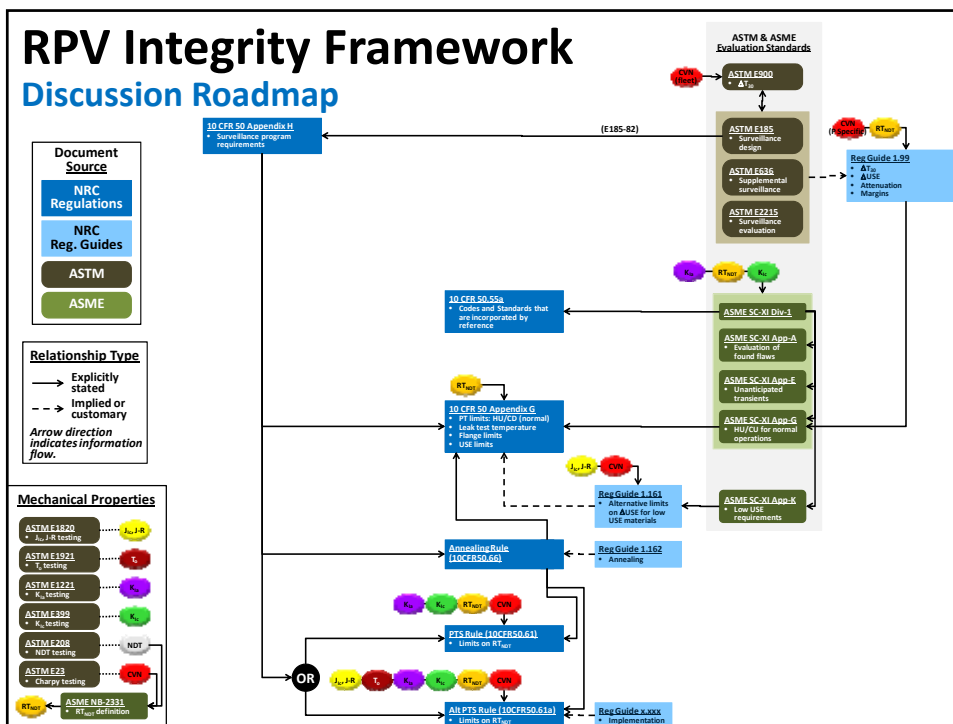 RPV Integrity Framework
Discussion Roadmap
ASTM & ASME
Evaluation Standards
CVN
(fleet)
ASTM E900
• ΔT30
10 CFR 50 Appendix H
• Surveillance program
requirements
(E185-82)
ASTM E185
• Surveillance
design
ASTM E636
• Supplemental
surveillance
ASTM E2215
• Surveillance
evaluation
CVN
(P. Specific)
RTNDT
Reg Guide 1.99
• ΔT30
• ΔUSE
• Attenuation
• Margins
Document
Source
NRC
Regulations
NRC
Reg. Guides
ASTM
ASME
Relationship Type
Explicitly
stated
Implied or
customary
Arrow direction
indicates information
flow.
KIa
RTNDT
KIc
10 CFR 50.55a
• Codes and Standards that
are incorporated by
reference
ASME SC-XI Div-1
ASME SC-XI App-A
• Evaluation of
found flaws
ASME SC-XI App-E
• Unanticipated
transients
ASME SC-XI App-G
• HU/CU for normal
operations
RTNDT
10 CFR 50 Appendix G
• PT limits: HU/CD (normal)
• Leak test temperature
• Flange limits
• USE limits
JIc, J-R
CVN
Reg Guide 1.161
• Alternative limits
on ΔUSE for low
USE materials
ASME SC-XI App-K
• Low USE
requirements
Annealing Rule
(10CFR50.66)
Reg Guide 1.162
• Annealing
KIa
KIc
RTNDT
CVN
PTS Rule (10CFR50.61)
• Limits on RTNDT
OR
JIc, J-R
To
KIa
KIc
RTNDT
CVN
Alt PTS Rule (10CFR50.61a)
• Limits on RTNDT
Reg Guide x.xxx
• Implementation
Mechanical Properties
ASTM E1820
• JIc, J-R testing
JIc, J-R
ASTM E1921
• To testing
To
ASTM E1221
• KIa testing
KIa
ASTM E399
• KIc testing
KIc
ASTM E208
• NDT testing
NDT
ASTM E23
• Charpy testing
CVN
RTNDT
ASME NB-2331
• RTNDT definition